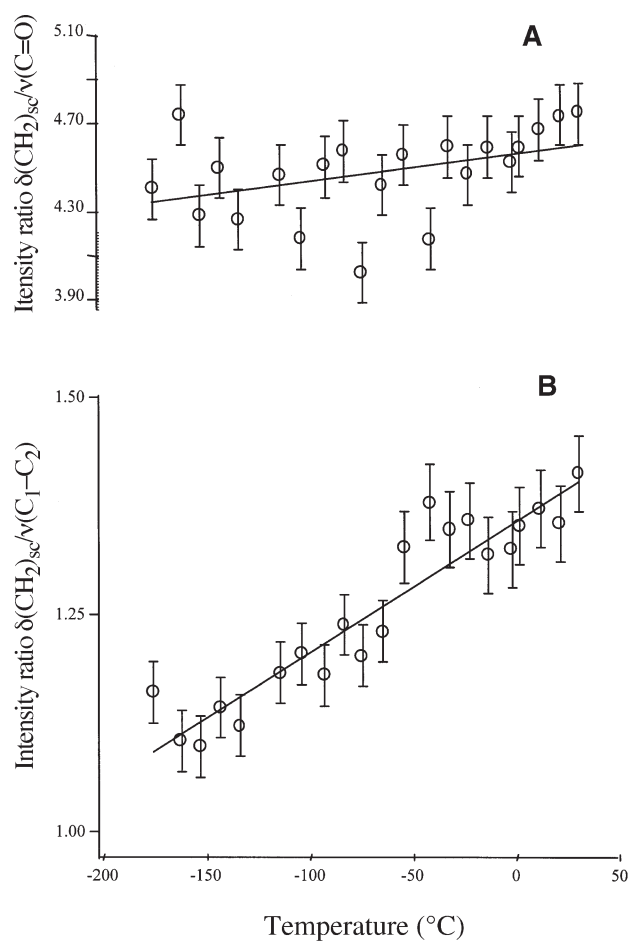 A
Itensity ratio δ(CH2)sc/ν(C=O)
5.10
4.70
4.30
3.90
B
Intensity ratio δ(CH2)sc/ν(C1–C2)
1.50
1.25
1.00
-200 -150 -100 -50 0 50
Temperature (°C)